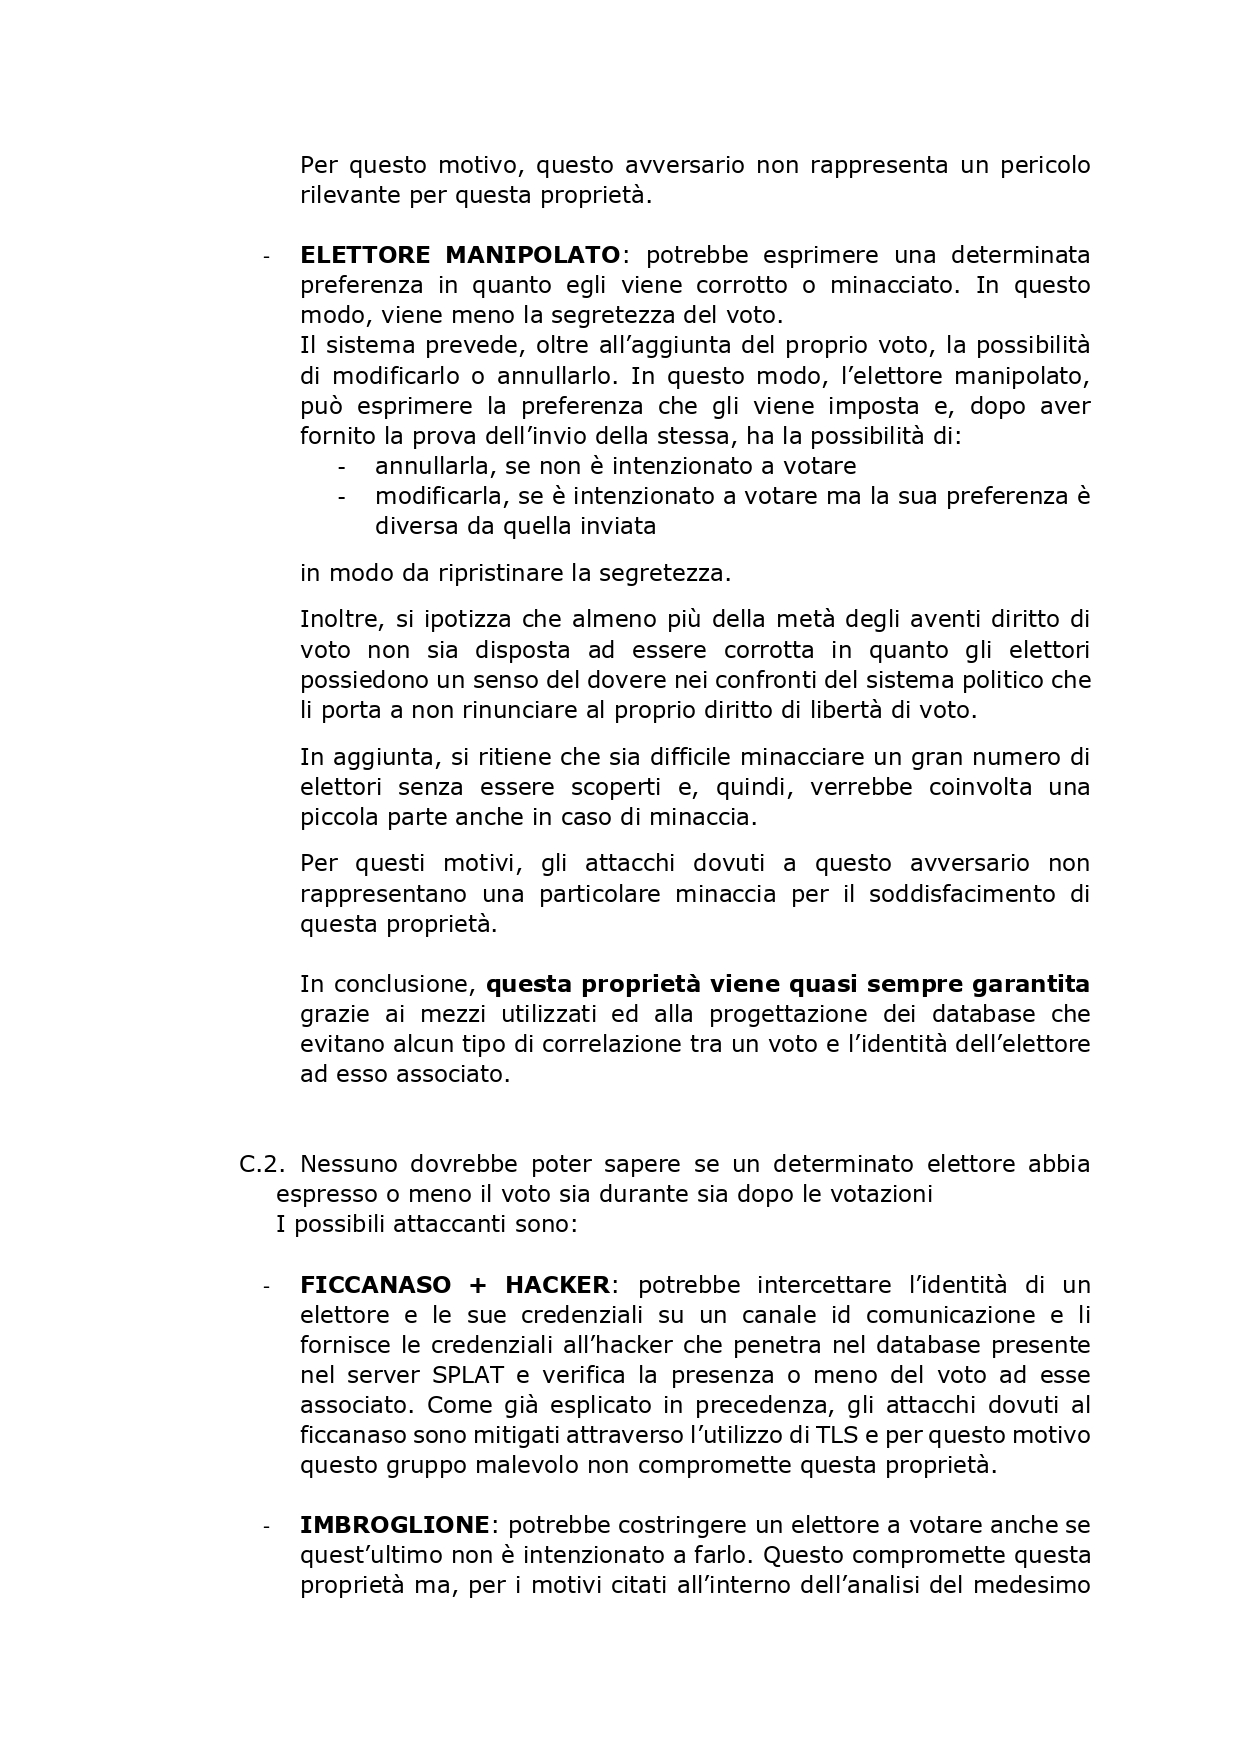 Per questo motivo, questo avversario non rappresenta un pericolo
rilevante per questa proprietà.
- ELETTORE MANIPOLATO: potrebbe esprimere una determinata
preferenza in quanto egli viene corrotto o minacciato. In questo
modo, viene meno la segretezza del voto.
Il sistema prevede, oltre all’aggiunta del proprio voto, la possibilità
di modificarlo o annullarlo. In questo modo, l’elettore manipolato,
può esprimere la preferenza che gli viene imposta e, dopo aver
fornito la prova dell’invio della stessa, ha la possibilità di:
- annullarla, se non è intenzionato a votare
- modificarla, se è intenzionato a votare ma la sua preferenza è
diversa da quella inviata
in modo da ripristinare la segretezza.
Inoltre, si ipotizza che almeno più della metà degli aventi diritto di
voto non sia disposta ad essere corrotta in quanto gli elettori
possiedono un senso del dovere nei confronti del sistema politico che
li porta a non rinunciare al proprio diritto di libertà di voto.
In aggiunta, si ritiene che sia difficile minacciare un gran numero di
elettori senza essere scoperti e, quindi, verrebbe coinvolta una
piccola parte anche in caso di minaccia.
Per questi motivi, gli attacchi dovuti a questo avversario non
rappresentano una particolare minaccia per il soddisfacimento di
questa proprietà.
In conclusione, questa proprietà viene quasi sempre garantita
grazie ai mezzi utilizzati ed alla progettazione dei database che
evitano alcun tipo di correlazione tra un voto e l’identità dell’elettore
ad esso associato.
C.2. Nessuno dovrebbe poter sapere se un determinato elettore abbia
espresso o meno il voto sia durante sia dopo le votazioni
I possibili attaccanti sono:
- FICCANASO + HACKER: potrebbe intercettare l’identità di un
elettore e le sue credenziali su un canale id comunicazione e li
fornisce le credenziali all’hacker che penetra nel database presente
nel server SPLAT e verifica la presenza o meno del voto ad esse
associato. Come già esplicato in precedenza, gli attacchi dovuti al
ficcanaso sono mitigati attraverso l’utilizzo di TLS e per questo motivo
questo gruppo malevolo non compromette questa proprietà.
- IMBROGLIONE: potrebbe costringere un elettore a votare anche se
quest’ultimo non è intenzionato a farlo. Questo compromette questa
proprietà ma, per i motivi citati all’interno dell’analisi del medesimo